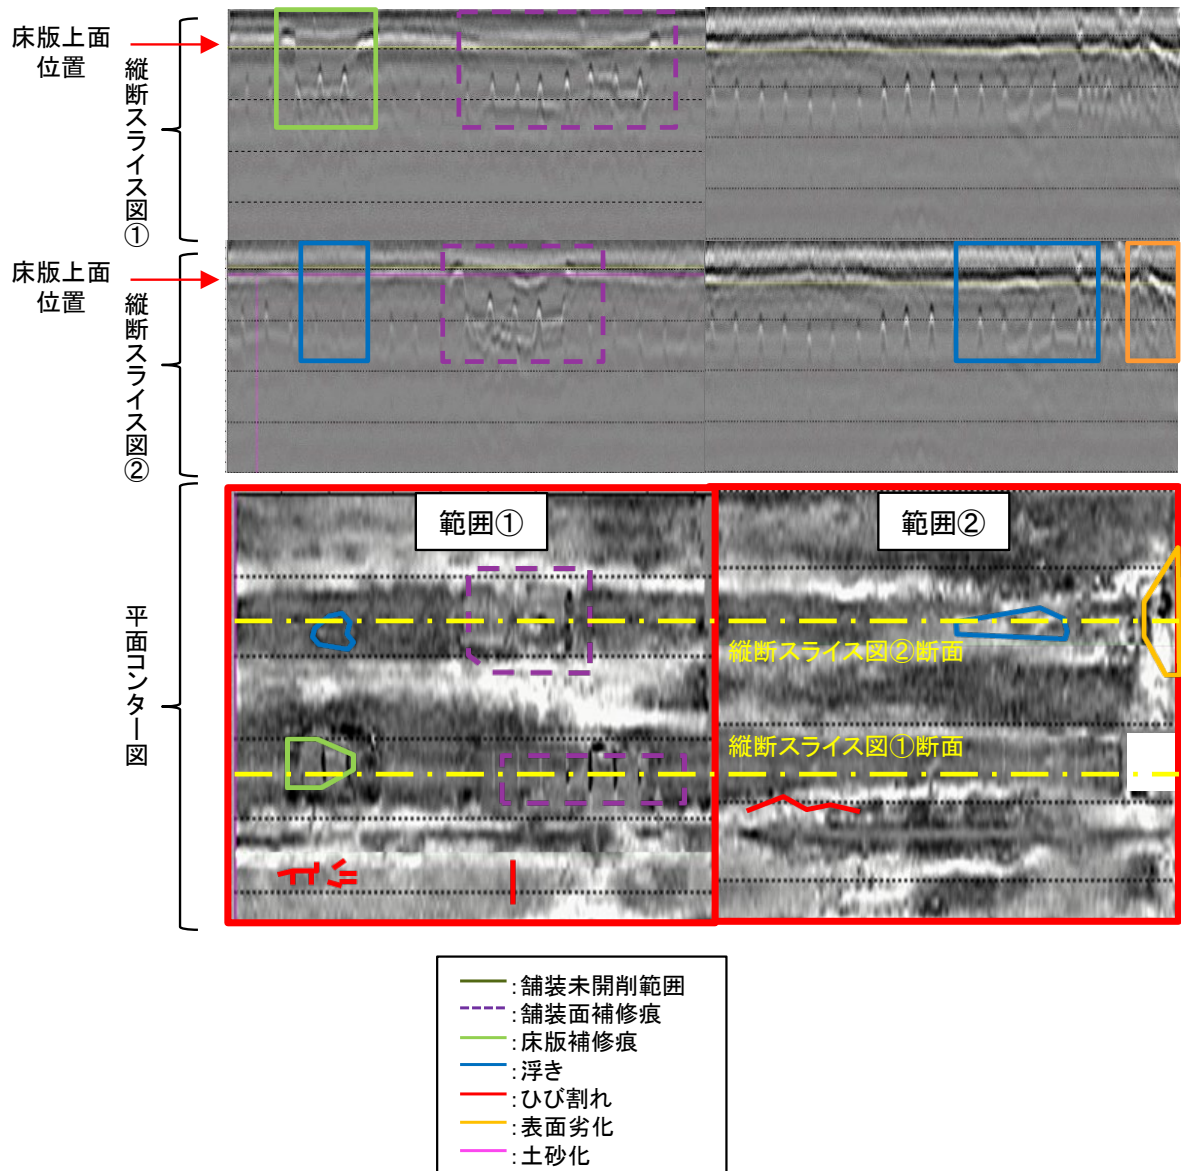 床版上面
位置
縦断スライス図①
床版上面
位置
縦断スライス図②
範囲①
範囲②
縦断スライス図②断面
縦断スライス図①断面
平面コンター図
:舗装未開削範囲
:舗装面補修痕
:床版補修痕
:浮き
:ひび割れ
:表面劣化
:土砂化